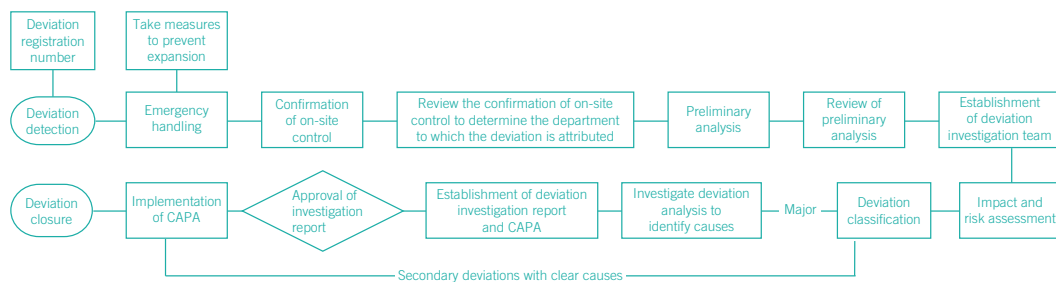 Deviation
registration
number
Take measures
to prevent
expansion
Deviation
detection
Emergency
handling
Confirmation
of on-site
control
Review the confirmation of on-site
control to determine the department
to which the deviation is attributed
Preliminary
analysis
Review of
preliminary
analysis
Establishment
of deviation
investigation team
Deviation
closure
Implementation
of CAPA
Approval of
investigation
report
Establishment of deviation
investigation report
and CAPA
Investigate deviation
analysis to
identify causes
Major
Deviation
classification
Impact and
risk assessment
Secondary deviations with clear causes